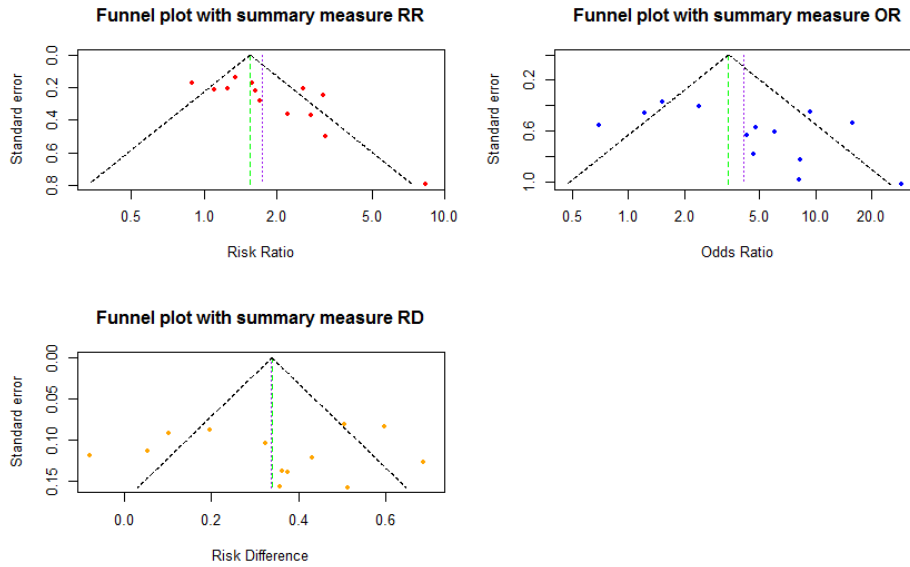 Funnel plot with summary measure RR
Standard error
0.0
0.2
0.4
0.6
0.8
0.5 1.0 2.0 5.0 10.0
Risk Ratio
Funnel plot with summary measure OR
Standard error
0.2
0.6
1.0
0.5 1.0 2.0 5.0 10.0 20.0
Odds Ratio
Funnel plot with summary measure RD
Standard error
0.00
0.05
0.10
0.15
0.0 0.2 0.4 0.6
Risk Difference